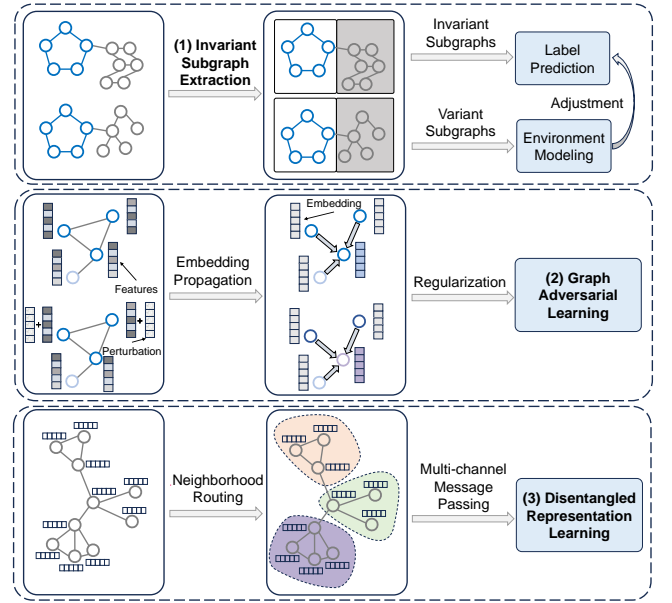 (1) Invariant
Subgraph
Extraction
Invariant
Subgraphs
Label
Prediction
Adjustment
Variant
Subgraphs
Environment
Modeling
Features
+
+
Perturbation
Embedding
Propagation
Embedding
Regularization
(2) Graph
Adversarial
Learning
Neighborhood
Routing
Multi-channel
Message
Passing
(3) Disentangled
Representation
Learning